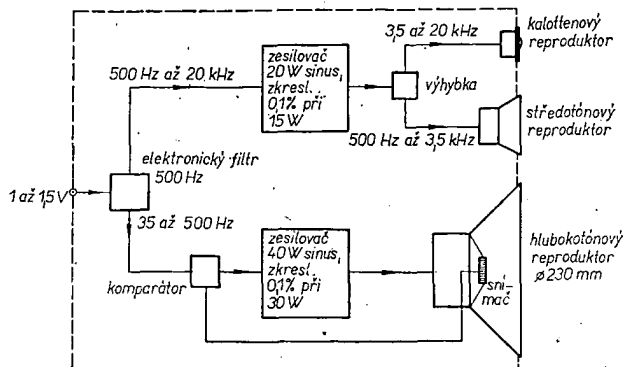 3,5 až 20 kHz
kalottenový
reproduktor
500 Hz až 20 kHz
zesilovač
20W sinus,
zkresl.
0,1% při
15 W
výhybka
středotónový
reproduktor
500 Hz až 3,5 kHz
elektronický filtr
500 Hz
1 až 1,5 V
35 až 500 Hz
komparátor
zesilovač
40W sinus,
zkresl.
0,1% při
30 W
sní-
mač
hlubokotónový
reproduktor
ø 230 mm